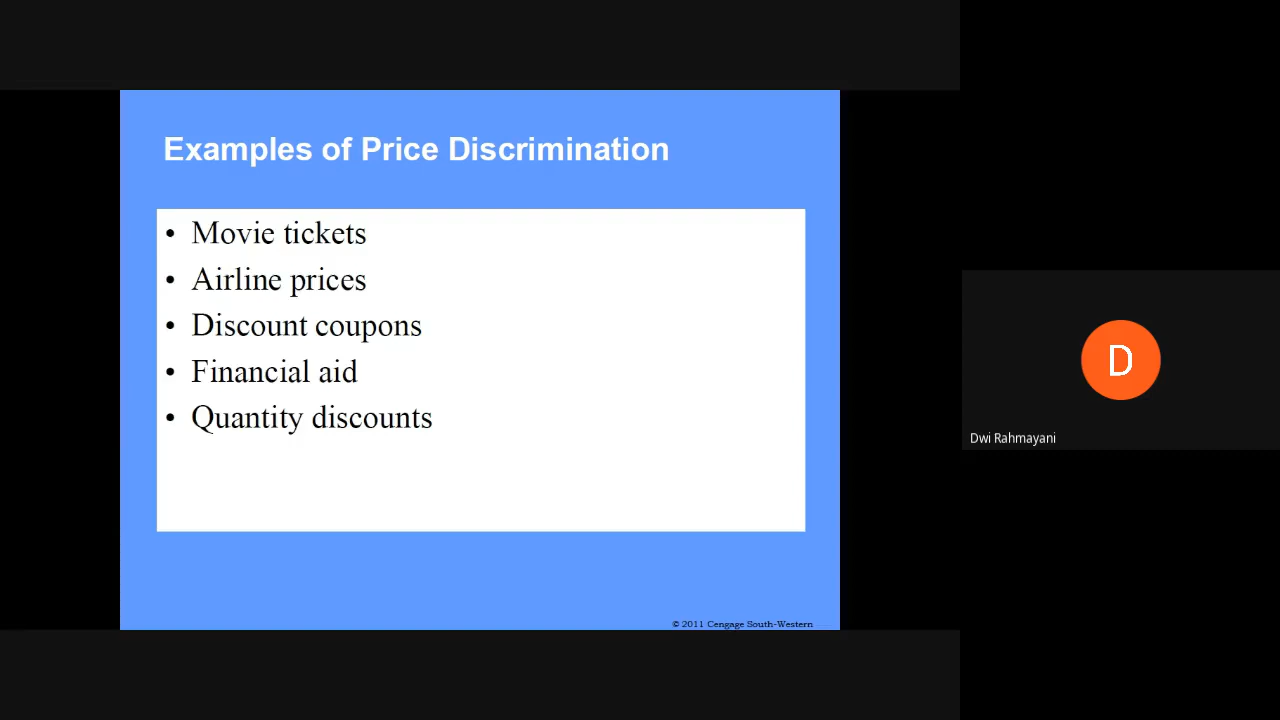 Examples of Price Discrimination
• Movie tickets
• Airline prices
• Discount coupons
• Financial aid
• Quantity discounts
© 2011 Cengage South-Western
D
Dwi Rahmayani